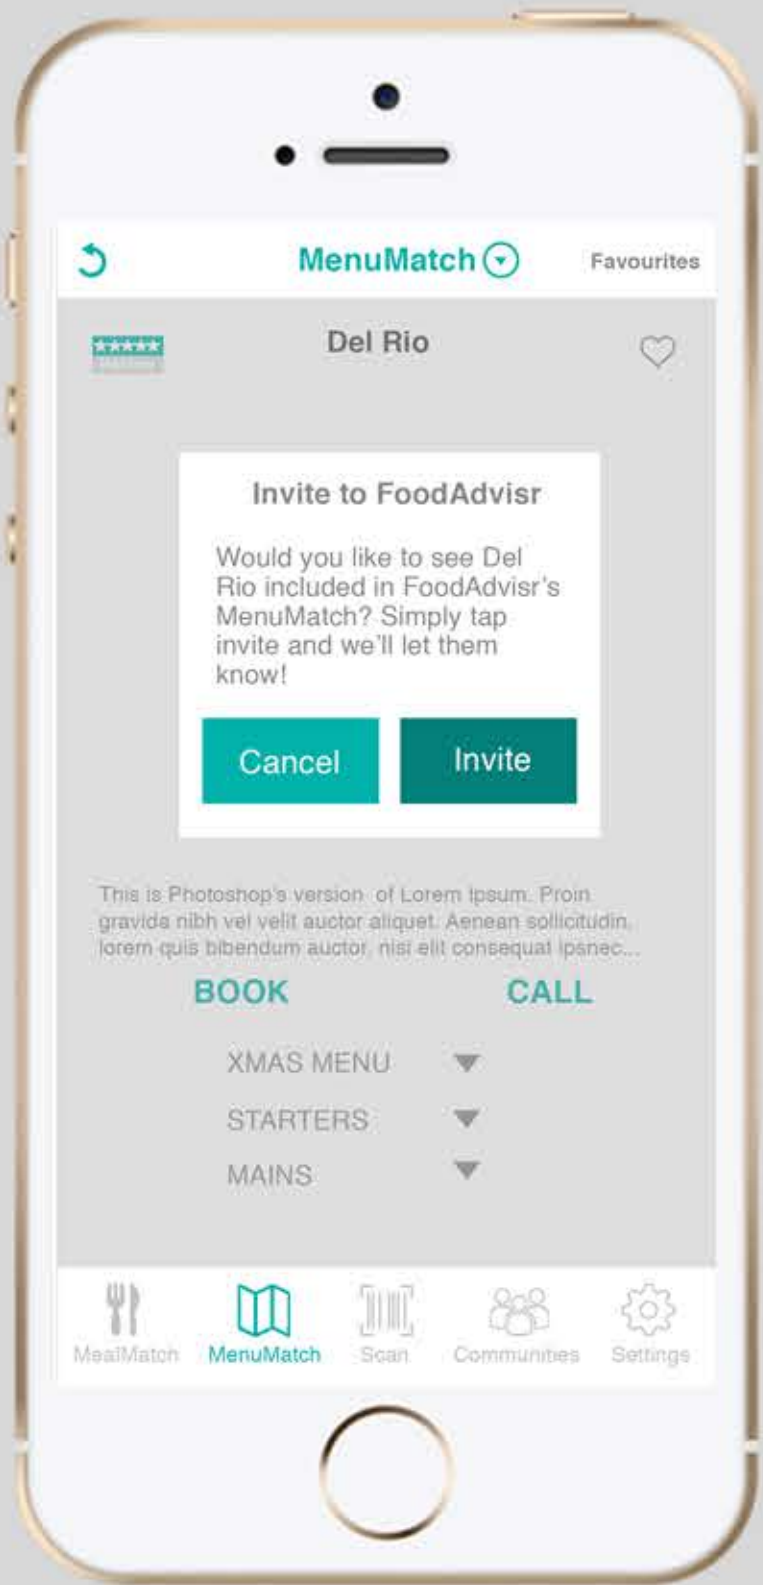 MenuMatch
Favourites
Del Rio
Invite to FoodAdvisr
Would you like to see Del
Rio included in FoodAdvisr's
MenuMatch? Simply tap
invite and we'll let them
know!
Cancel
Invite
This is Photoshop's version of Lorem Ipsum. Proin
gravida nibh vel velit auctor aliquet. Aenean sollicitudin,
lorem quis bibendum auctor, nisi elit consequat ipsnec...
BOOK
CALL
XMAS MENU
STARTERS
MAINS
MealMatch
MenuMatch
Scan
Communities
Settings